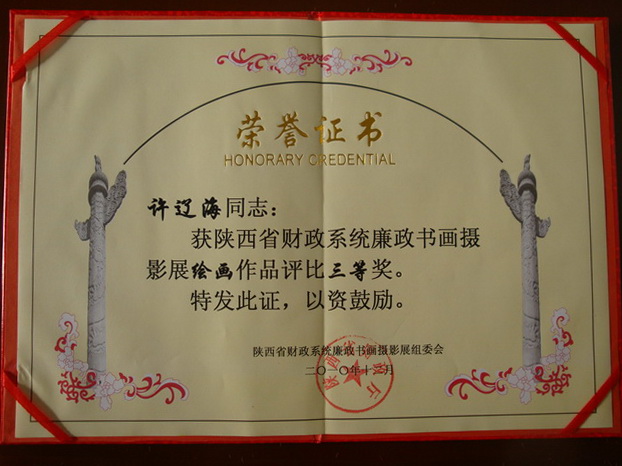 荣誉证书
HONORARY CREDENTIAL
许辽海同志：
获陕西省财政系统廉政书画摄
影展绘画作品评比三等奖。
特发此证，以资鼓励。
陕西省财政系统廉政书画摄影展组委会
二〇一〇年十二月